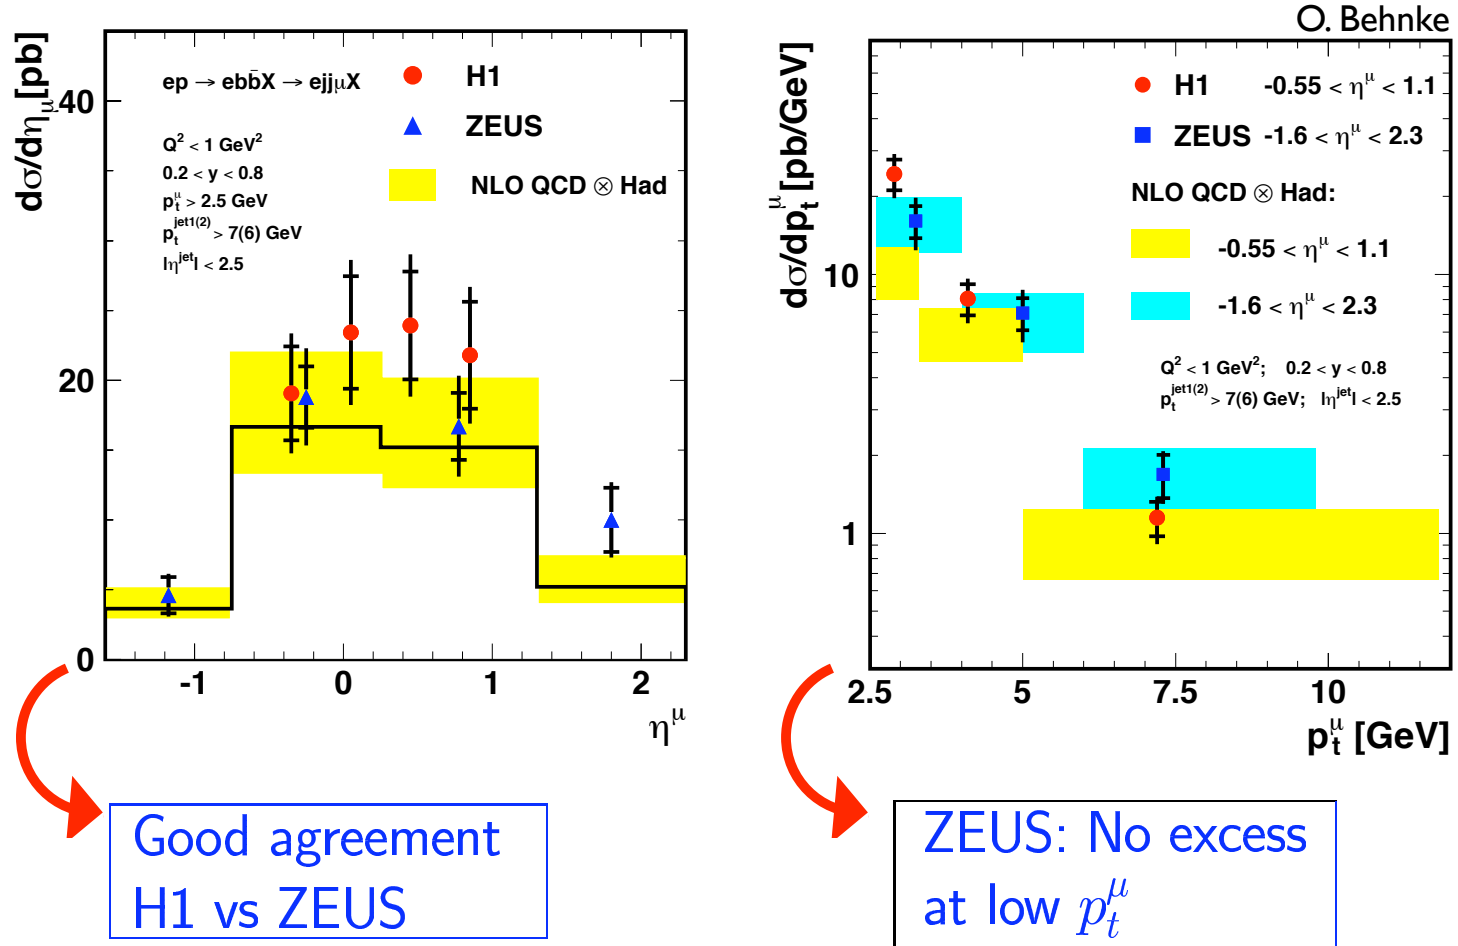 O. Behnke
dσ/dη_μ [pb]
ep → ebb̄X → ejjμX
Q² < 1 GeV²
0.2 < y < 0.8
p_t^μ > 2.5 GeV
p_t^jet1(2) > 7(6) GeV
|η^jet| < 2.5
H1
ZEUS
NLO QCD ⊗ Had
40
20
0
-1 0 1 2
η^μ
Good agreement
H1 vs ZEUS
dσ/dp_t^μ [pb/GeV]
H1 -0.55 < η^μ < 1.1
ZEUS -1.6 < η^μ < 2.3
NLO QCD ⊗ Had:
-0.55 < η^μ < 1.1
-1.6 < η^μ < 2.3
Q² < 1 GeV²; 0.2 < y < 0.8
p_t^jet1(2) > 7(6) GeV; |η^jet| < 2.5
10
1
2.5 5 7.5 10
p_t^μ [GeV]
ZEUS: No excess
at low p_t^μ